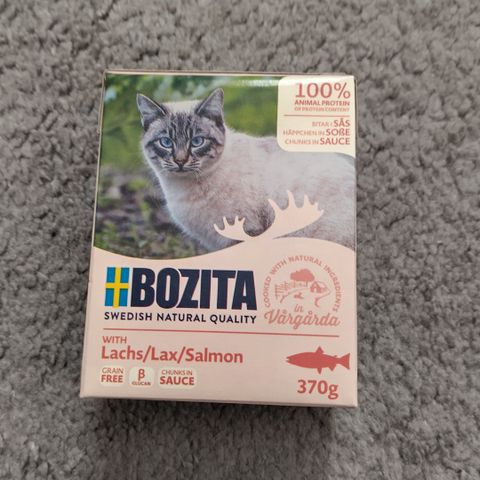 100%
ANIMAL PROTEIN
OF PROTEIN CONTENT
BITAR I SÅS
HÄPPCHEN IN SOßE
CHUNKS IN SAUCE
BOZITA
SWEDISH NATURAL QUALITY
COOKED WITH NATURAL INGREDIENTS
in
Vårgårda
WITH
Lachs/Lax/Salmon
GRAIN FREE
β GLUCAN
CHUNKS IN SAUCE
370g